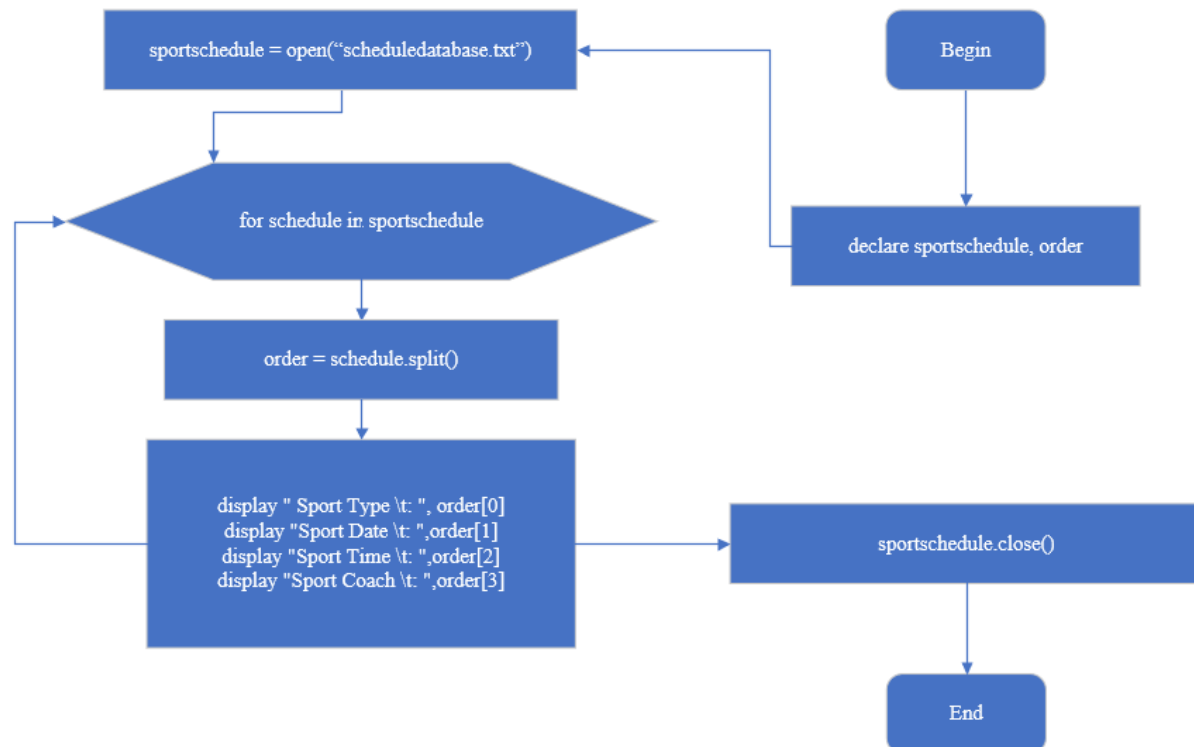 sportschedule = open(“scheduledatabase.txt”)
Begin
for schedule in sportschedule
declare sportschedule, order
order = schedule.split()
display " Sport Type \t: ", order[0]
display "Sport Date \t: ",order[1]
display "Sport Time \t: ",order[2]
display "Sport Coach \t: ",order[3]
sportschedule.close()
End